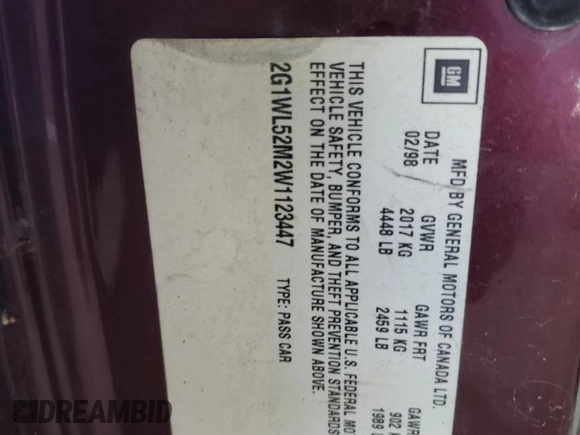 GM
MFD BY GENERAL MOTORS OF CANADA LTD.
DATE GVWR GAWR FRT GAWR
02/98 2017 KG 1115 KG 902
4448 LB 2459 LB 1989
THIS VEHICLE CONFORMS TO ALL APPLICABLE U.S. FEDERAL
VEHICLE SAFETY, BUMPER, AND THEFT PREVENTION STANDARDS
EFFECT ON THE DATE OF MANUFACTURE SHOWN ABOVE.
2G1WL52M2W1123447 TYPE: PASS CAR
DREAMBID